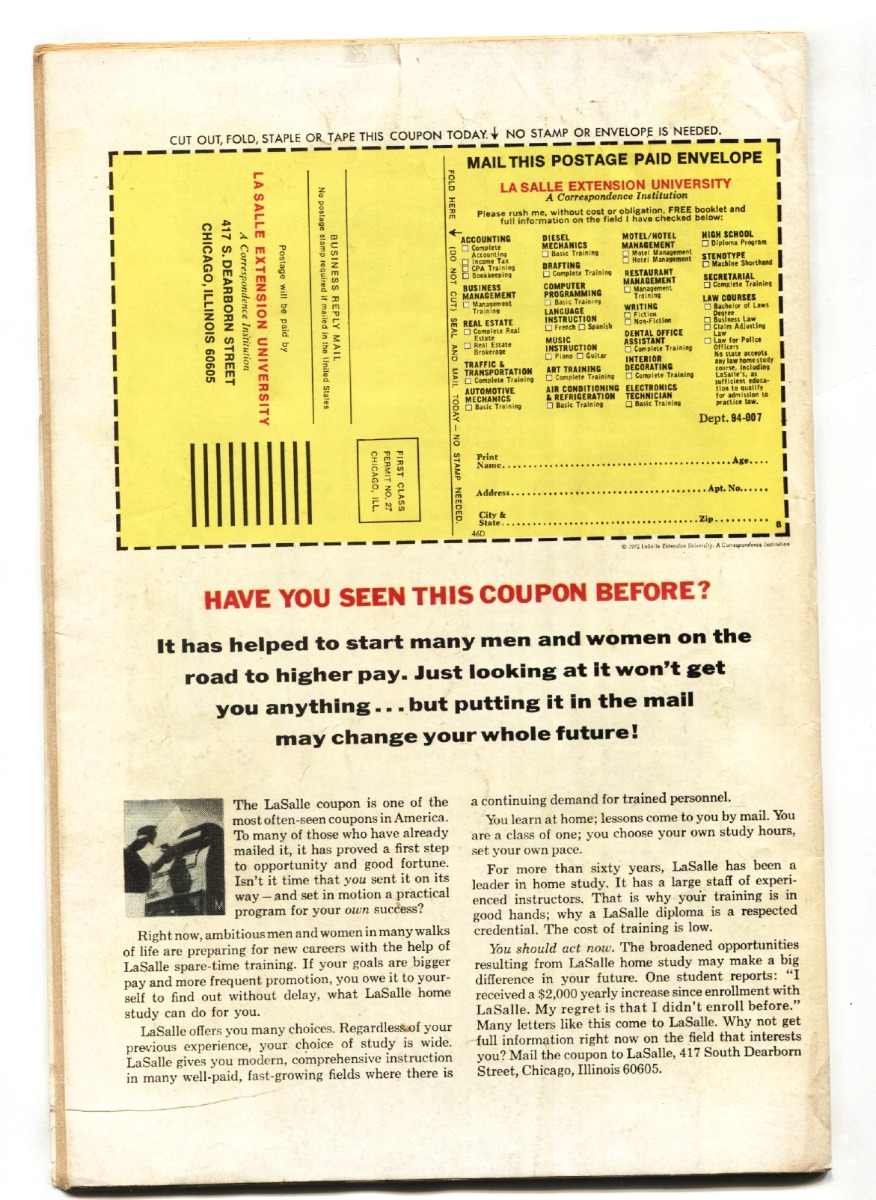 CUT OUT, FOLD, STAPLE OR TAPE THIS COUPON TODAY. ↓ NO STAMP OR ENVELOPE IS NEEDED.
BUSINESS REPLY MAIL
No postage stamp required if mailed in the United States
Postage will be paid by
LA SALLE EXTENSION UNIVERSITY
A Correspondence Institution
417 S. DEARBORN STREET
CHICAGO, ILLINOIS 60605
FIRST CLASS
PERMIT NO. 27
CHICAGO, ILL.
FOLD HERE ← (DO NOT CUT) SEAL AND MAIL TODAY — NO STAMP NEEDED.
MAIL THIS POSTAGE PAID ENVELOPE
LA SALLE EXTENSION UNIVERSITY
A Correspondence Institution
Please rush me, without cost or obligation, FREE booklet and
full information on the field I have checked below:
ACCOUNTING
☐ Complete
Accounting
☐ Income Tax
☐ CPA Training
☐ Bookkeeping
BUSINESS
MANAGEMENT
☐ Management
Training
REAL ESTATE
☐ Complete Real
Estate
☐ Real Estate
Brokerage
TRAFFIC &
TRANSPORTATION
☐ Complete Training
AUTOMOTIVE
MECHANICS
☐ Basic Training
DIESEL
MECHANICS
☐ Basic Training
DRAFTING
☐ Complete Training
COMPUTER
PROGRAMMING
☐ Basic Training
LANGUAGE
INSTRUCTION
☐ French ☐ Spanish
MUSIC
INSTRUCTION
☐ Piano ☐ Guitar
ART TRAINING
☐ Complete Training
AIR CONDITIONING
& REFRIGERATION
☐ Basic Training
MOTEL/HOTEL
MANAGEMENT
☐ Motel Management
☐ Hotel Management
RESTAURANT
MANAGEMENT
☐ Management
Training
WRITING
☐ Fiction
☐ Non-Fiction
DENTAL OFFICE
ASSISTANT
☐ Complete Training
INTERIOR
DECORATING
☐ Complete Training
ELECTRONICS
TECHNICIAN
☐ Basic Training
HIGH SCHOOL
☐ Diploma Program
STENOTYPE
☐ Machine Shorthand
SECRETARIAL
☐ Complete Training
LAW COURSES
☐ Bachelor of Laws
Degree
☐ Business Law
☐ Claim Adjusting
Law
☐ Law for Police
Officers
No state accepts
any law home study
course, including
LaSalle's, as
sufficient educa-
tion to qualify
for admission to
practice law.
Dept. 94-007
Print
Name.......... Age....
Address.......... Apt. No......
City &
State.......... Zip..........
46D
8
© 1972 LaSalle Extension University. A Correspondence Institution
HAVE YOU SEEN THIS COUPON BEFORE?
It has helped to start many men and women on the
road to higher pay. Just looking at it won't get
you anything...but putting it in the mail
may change your whole future!
The LaSalle coupon is one of the
most often-seen coupons in America.
To many of those who have already
mailed it, it has proved a first step
to opportunity and good fortune.
Isn't it time that you sent it on its
way – and set in motion a practical
program for your own success?
Right now, ambitious men and women in many walks
of life are preparing for new careers with the help of
LaSalle spare-time training. If your goals are bigger
pay and more frequent promotion, you owe it to your-
self to find out without delay, what LaSalle home
study can do for you.
LaSalle offers you many choices. Regardless of your
previous experience, your choice of study is wide.
LaSalle gives you modern, comprehensive instruction
in many well-paid, fast-growing fields where there is
a continuing demand for trained personnel.
You learn at home; lessons come to you by mail. You
are a class of one; you choose your own study hours,
set your own pace.
For more than sixty years, LaSalle has been a
leader in home study. It has a large staff of experi-
enced instructors. That is why your training is in
good hands; why a LaSalle diploma is a respected
credential. The cost of training is low.
You should act now. The broadened opportunities
resulting from LaSalle home study may make a big
difference in your future. One student reports: "I
received a $2,000 yearly increase since enrollment with
LaSalle. My regret is that I didn't enroll before."
Many letters like this come to LaSalle. Why not get
full information right now on the field that interests
you? Mail the coupon to LaSalle, 417 South Dearborn
Street, Chicago, Illinois 60605.